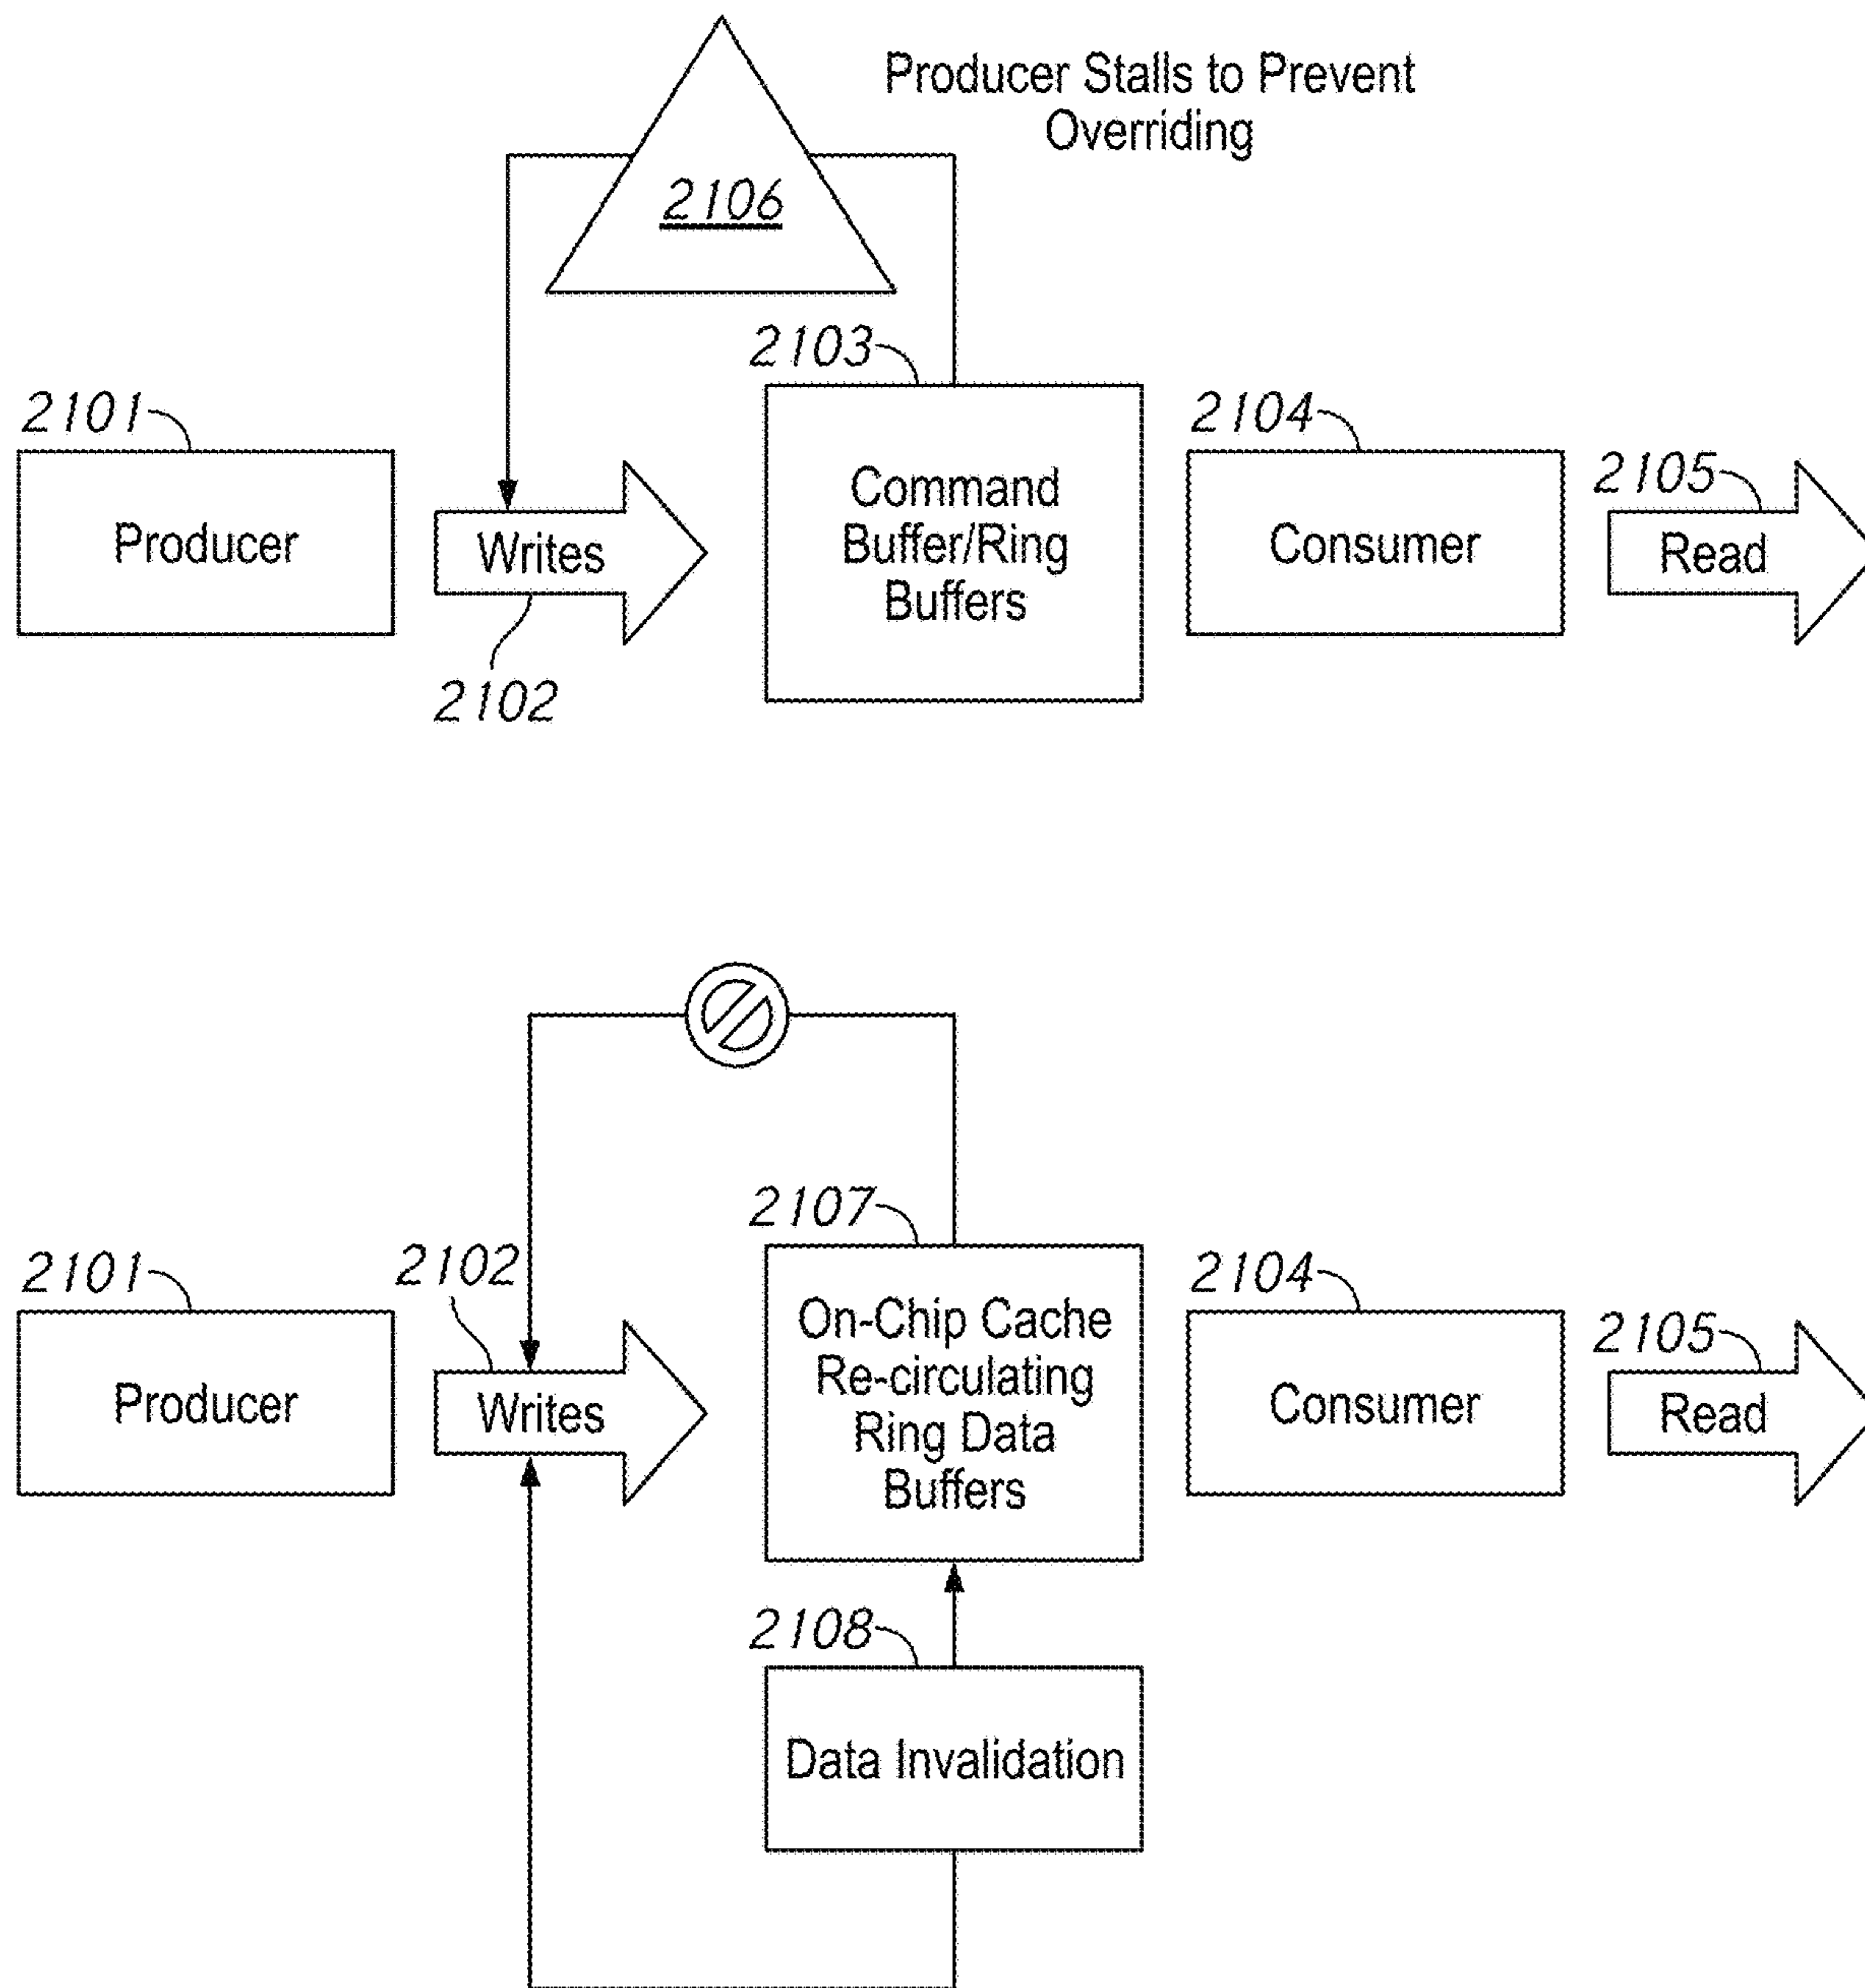 Producer Stalls to Prevent
Overriding
2106
2103
2101
2104
2105
Producer
Writes
Command
Buffer/Ring
Buffers
Consumer
Read
2102
2107
2101
2102
2104
2105
Producer
Writes
On-Chip Cache
Re-circulating
Ring Data
Buffers
Consumer
Read
2108
Data Invalidation